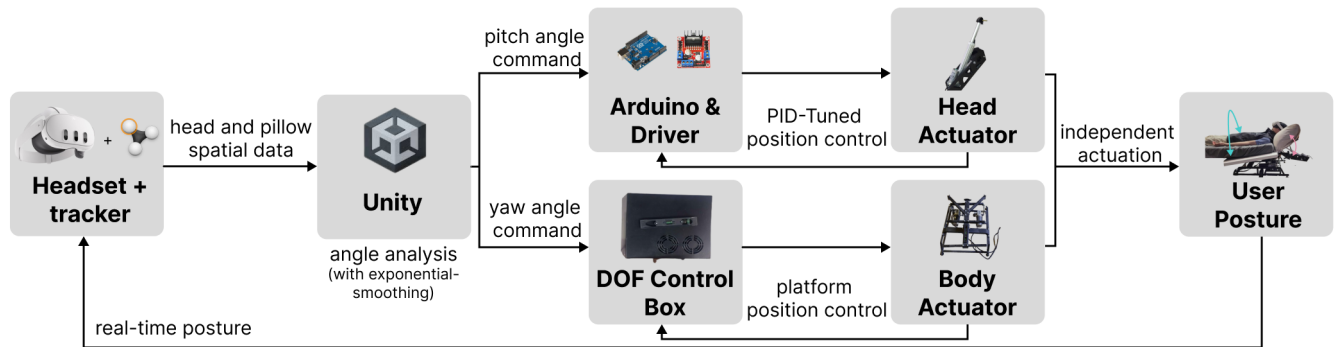 Headset +
tracker
+
head and pillow
spatial data
Unity
angle analysis
(with exponential-
smoothing)
pitch angle
command
yaw angle
command
Arduino &
Driver
PID-Tuned
position control
Head
Actuator
DOF Control
Box
platform
position control
Body
Actuator
independent
actuation
User
Posture
real-time posture